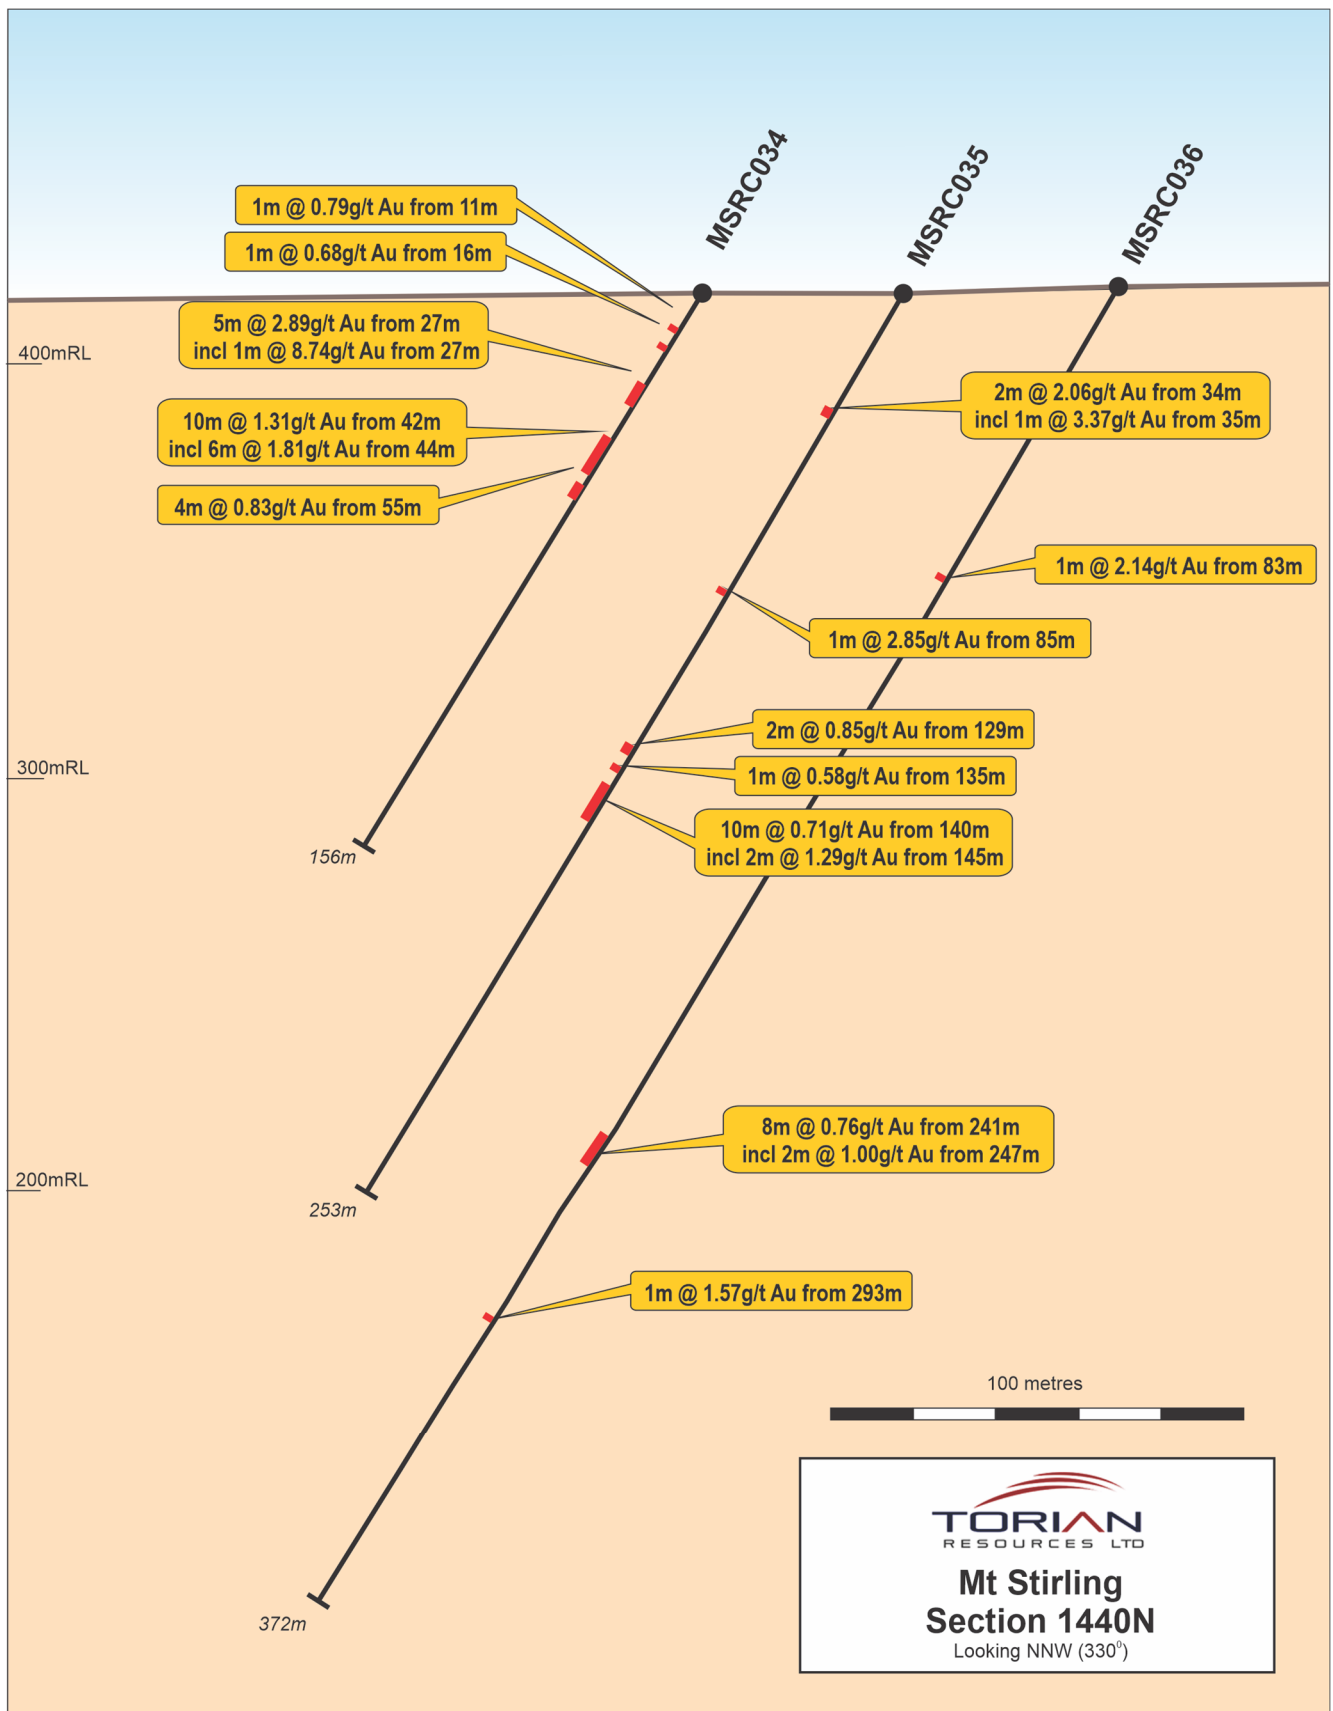 MSRC034
MSRC035
MSRC036
1m @ 0.79g/t Au from 11m
1m @ 0.68g/t Au from 16m
5m @ 2.89g/t Au from 27m
incl 1m @ 8.74g/t Au from 27m
400mRL
2m @ 2.06g/t Au from 34m
incl 1m @ 3.37g/t Au from 35m
10m @ 1.31g/t Au from 42m
incl 6m @ 1.81g/t Au from 44m
4m @ 0.83g/t Au from 55m
1m @ 2.14g/t Au from 83m
1m @ 2.85g/t Au from 85m
2m @ 0.85g/t Au from 129m
300mRL
1m @ 0.58g/t Au from 135m
10m @ 0.71g/t Au from 140m
incl 2m @ 1.29g/t Au from 145m
156m
8m @ 0.76g/t Au from 241m
incl 2m @ 1.00g/t Au from 247m
200mRL
253m
1m @ 1.57g/t Au from 293m
100 metres
TORIAN
RESOURCES LTD
Mt Stirling
Section 1440N
Looking NNW (330⁰)
372m